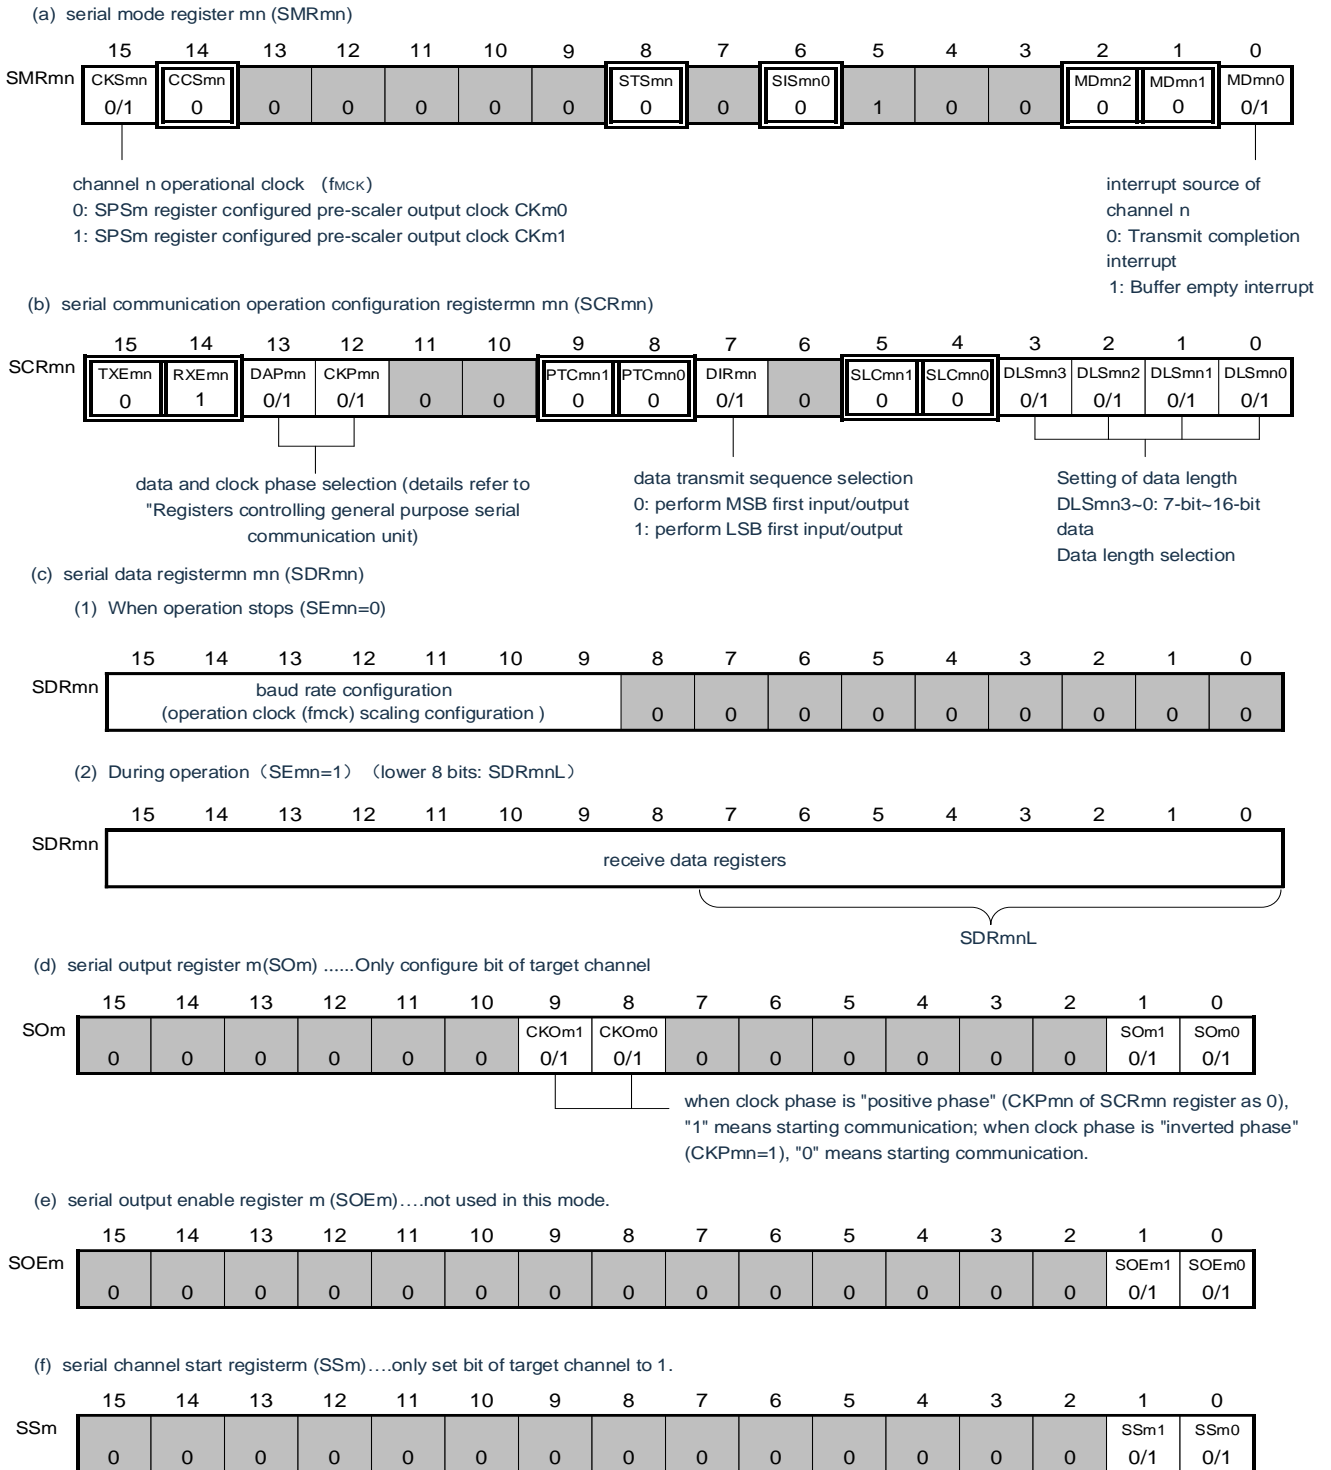 (a) serial mode register mn (SMRmn)
15 14 13 12 11 10 9 8 7 6 5 4 3 2 1 0
SMRmn CKSmn CCSmn STSmn SISmn0 MDmn2 MDmn1 MDmn0
0/1 0 0 0 0 0 0 0 0 0 1 0 0 0 0 0/1
channel n operational clock (fMCK)
0: SPSm register configured pre-scaler output clock CKm0
1: SPSm register configured pre-scaler output clock CKm1
interrupt source of
channel n
0: Transmit completion
interrupt
1: Buffer empty interrupt
(b) serial communication operation configuration registermn mn (SCRmn)
15 14 13 12 11 10 9 8 7 6 5 4 3 2 1 0
SCRmn TXEmn RXEmn DAPmn CKPmn PTCmn1 PTCmn0 DIRmn SLCmn1 SLCmn0 DLSmn3 DLSmn2 DLSmn1 DLSmn0
0 1 0/1 0/1 0 0 0 0 0/1 0 0 0 0/1 0/1 0/1 0/1
data and clock phase selection (details refer to
"Registers controlling general purpose serial
communication unit)
data transmit sequence selection
0: perform MSB first input/output
1: perform LSB first input/output
Setting of data length
DLSmn3~0: 7-bit~16-bit
data
Data length selection
(c) serial data registermn mn (SDRmn)
(1) When operation stops (SEmn=0)
15 14 13 12 11 10 9 8 7 6 5 4 3 2 1 0
SDRmn baud rate configuration
(operation clock (fmck) scaling configuration ) 0 0 0 0 0 0 0 0 0
(2) During operation（SEmn=1）（lower 8 bits: SDRmnL）
15 14 13 12 11 10 9 8 7 6 5 4 3 2 1 0
SDRmn receive data registers
SDRmnL
(d) serial output register m(SOm) ......Only configure bit of target channel
15 14 13 12 11 10 9 8 7 6 5 4 3 2 1 0
SOm CKOm1 CKOm0 SOm1 SOm0
0 0 0 0 0 0 0/1 0/1 0 0 0 0 0 0 0/1 0/1
when clock phase is "positive phase" (CKPmn of SCRmn register as 0),
"1" means starting communication; when clock phase is "inverted phase"
(CKPmn=1), "0" means starting communication.
(e) serial output enable register m (SOEm)….not used in this mode.
15 14 13 12 11 10 9 8 7 6 5 4 3 2 1 0
SOEm SOEm1 SOEm0
0 0 0 0 0 0 0 0 0 0 0 0 0 0 0/1 0/1
(f) serial channel start registerm (SSm)….only set bit of target channel to 1.
15 14 13 12 11 10 9 8 7 6 5 4 3 2 1 0
SSm SSm1 SSm0
0 0 0 0 0 0 0 0 0 0 0 0 0 0 0/1 0/1